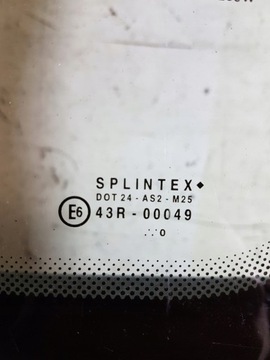 SPLINTEX
DOT 24 - AS2 - M25
E6 43R - 00049